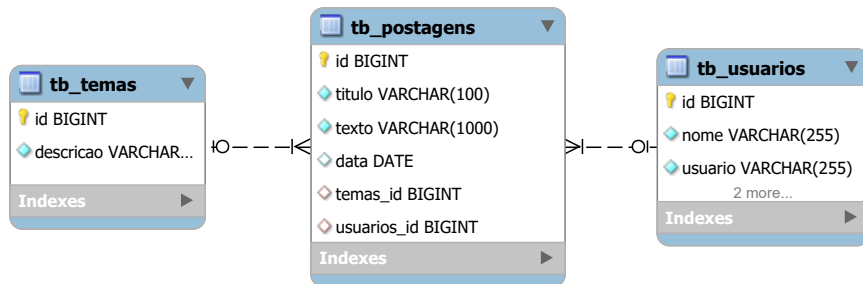 tb_temas
id BIGINT
descricao VARCHAR...
Indexes
tb_postagens
id BIGINT
titulo VARCHAR(100)
texto VARCHAR(1000)
data DATE
temas_id BIGINT
usuarios_id BIGINT
Indexes
tb_usuarios
id BIGINT
nome VARCHAR(255)
usuario VARCHAR(255)
2 more...
Indexes